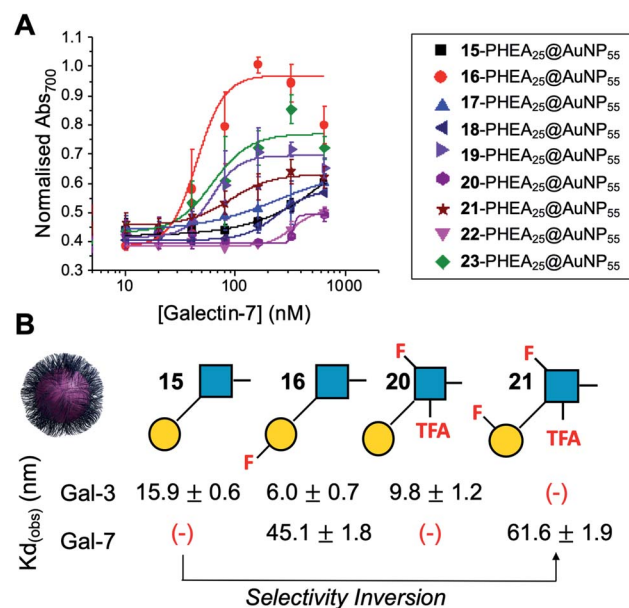 A
Normalised Abs700
1.1
1.0
0.9
0.8
0.7
0.6
0.5
0.4
0.3
10
100
1000
[Galectin-7] (nM)
15-PHEA25@AuNP55
16-PHEA25@AuNP55
17-PHEA25@AuNP55
18-PHEA25@AuNP55
19-PHEA25@AuNP55
20-PHEA25@AuNP55
21-PHEA25@AuNP55
22-PHEA25@AuNP55
23-PHEA25@AuNP55
B
15
16
F
20
F
TFA
21
F
F
TFA
Kd(obs) (nm)
Gal-3 15.9 ± 0.6 6.0 ± 0.7 9.8 ± 1.2 (-)
Gal-7 (-) 45.1 ± 1.8 (-) 61.6 ± 1.9
Selectivity Inversion